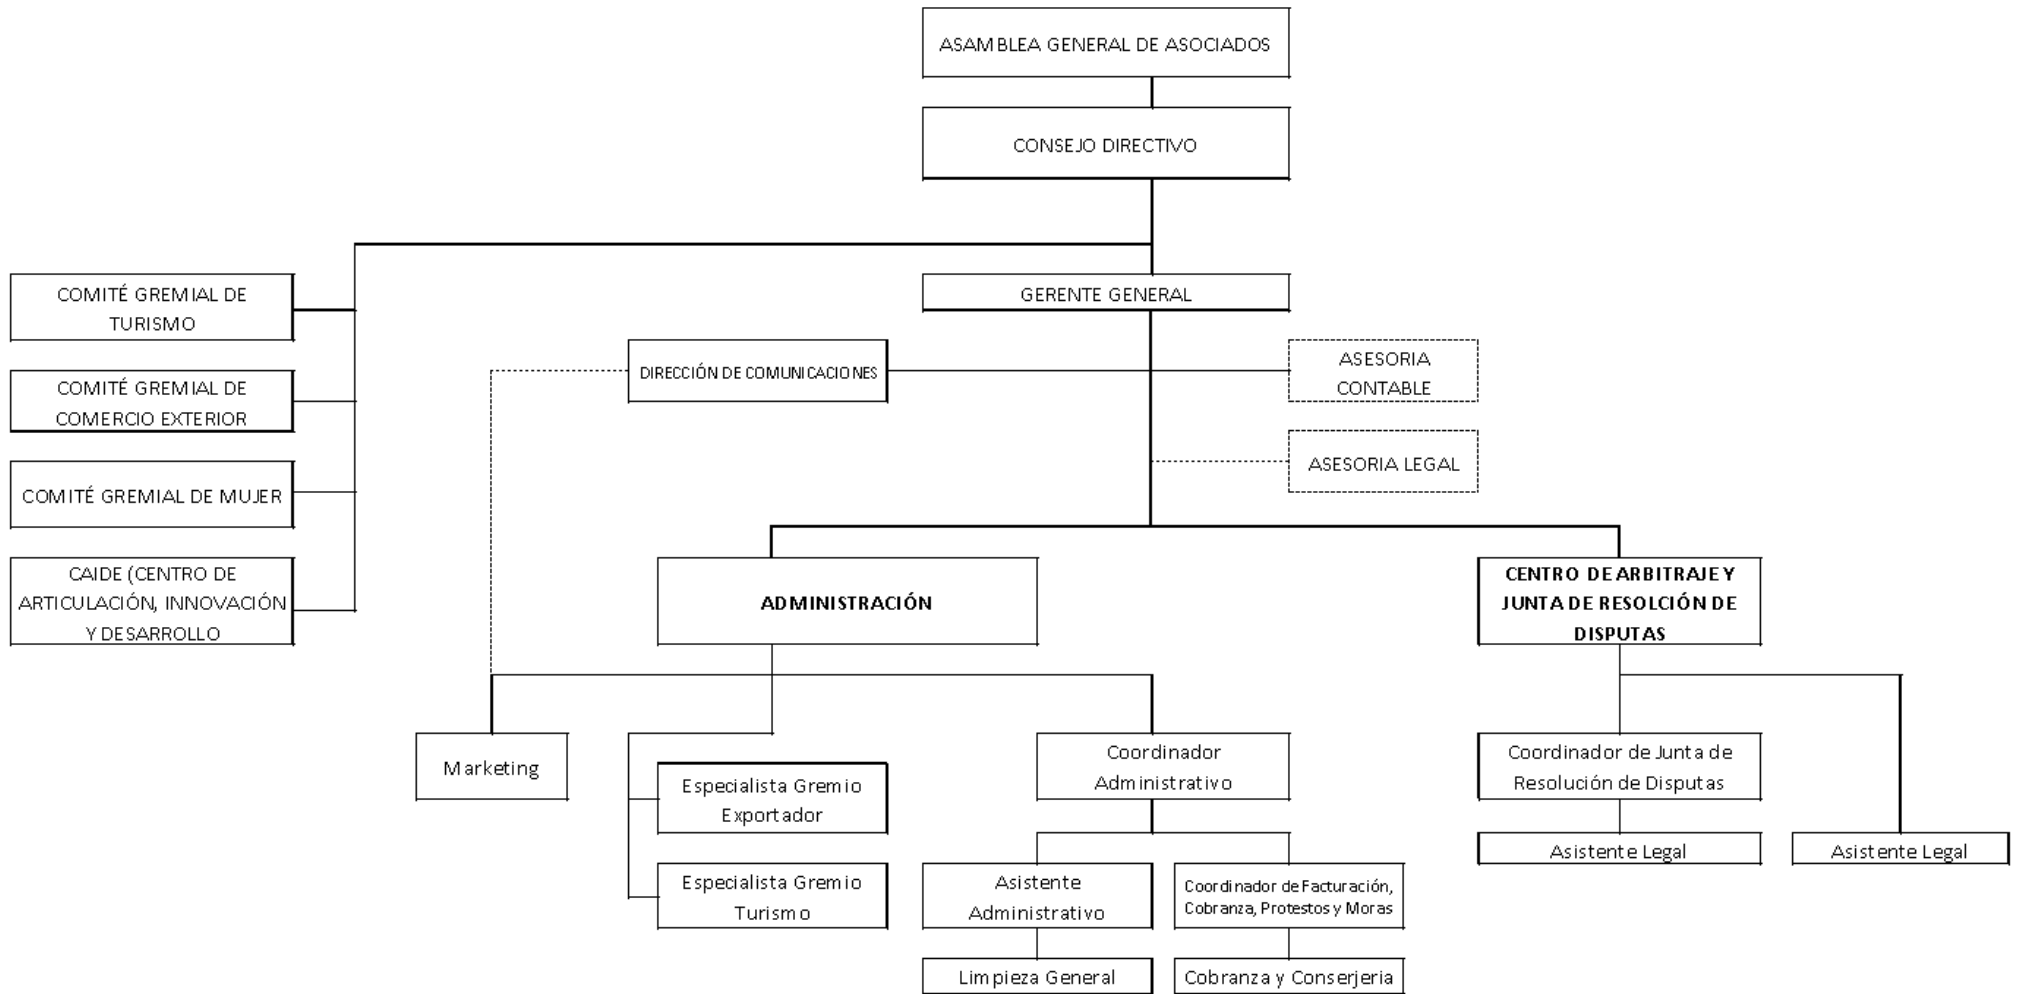 ASAMBLEA GENERAL DE ASOCIADOS
CONSEJO DIRECTIVO
GERENTE GENERAL
COMITÉ GREMIAL DE
TURISMO
COMITÉ GREMIAL DE
COMERCIO EXTERIOR
COMITÉ GREMIAL DE MUJER
CAIDE (CENTRO DE
ARTICULACIÓN, INNOVACIÓN
Y DESARROLLO
DIRECCIÓN DE COMUNICACIONES
ASESORIA
CONTABLE
ASESORIA LEGAL
ADMINISTRACIÓN
CENTRO DE ARBITRAJE Y
JUNTA DE RESOLCIÓN DE
DISPUTAS
Marketing
Especialista Gremio
Exportador
Especialista Gremio
Turismo
Coordinador
Administrativo
Asistente
Administrativo
Limpieza General
Coordinador de Facturación,
Cobranza, Protestos y Moras
Cobranza y Conserjeria
Coordinador de Junta de
Resolución de Disputas
Asistente Legal
Asistente Legal